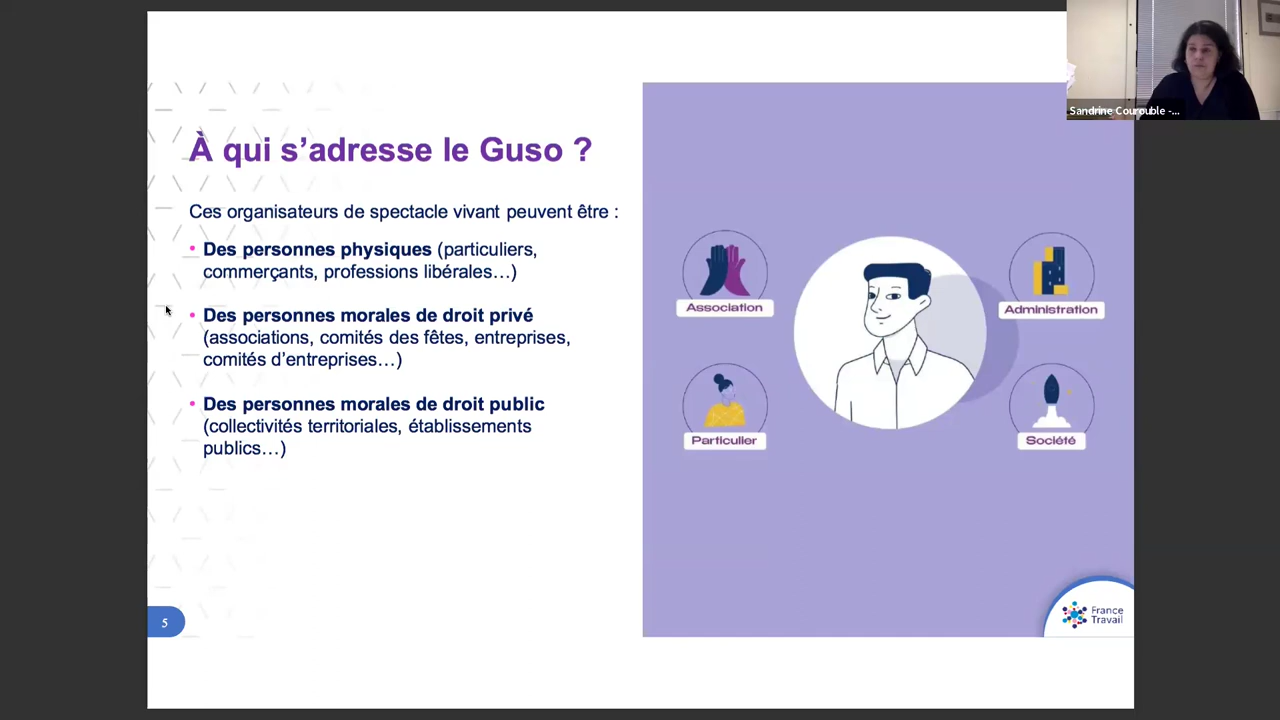 À qui s’adresse le Guso ?
Ces organisateurs de spectacle vivant peuvent être :
• Des personnes physiques (particuliers,
commerçants, professions libérales…)
• Des personnes morales de droit privé
(associations, comités des fêtes, entreprises,
comités d’entreprises…)
• Des personnes morales de droit public
(collectivités territoriales, établissements
publics…)
5
Association
Administration
Particulier
Société
France
Travail
Sandrine Courouble -...